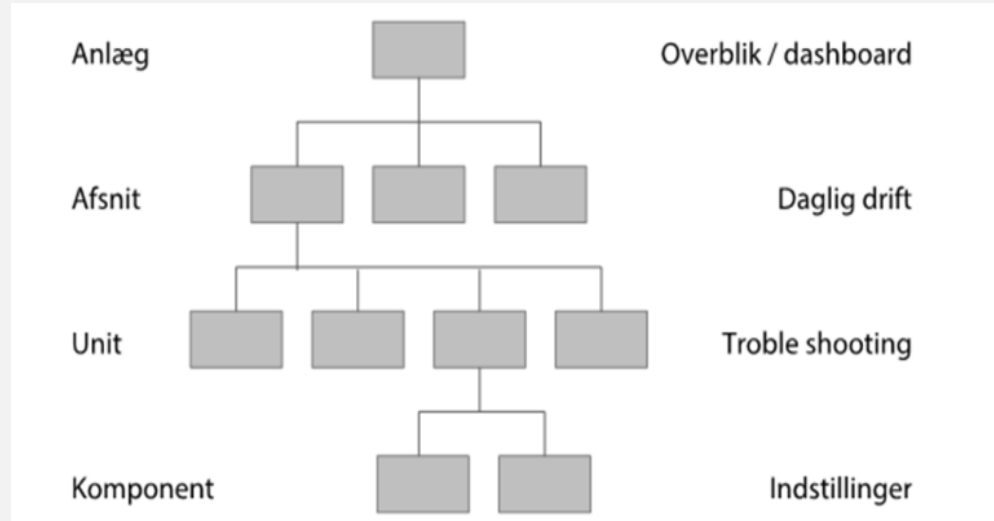 Anlæg
Overblik / dashboard
Afsnit
Daglig drift
Unit
Troble shooting
Komponent
Indstillinger